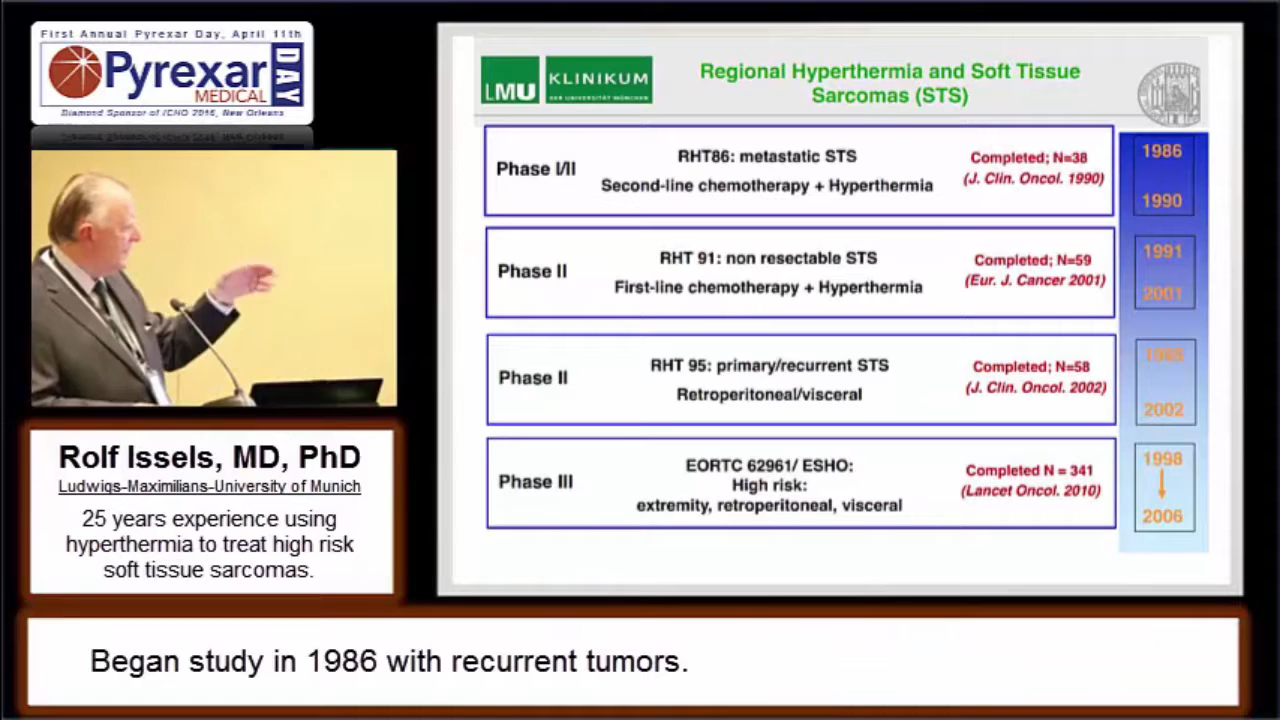 First Annual Pyrexar Day, April 11th
Pyrexar
MEDICAL
DAY
Diamond Sponsor of ICHO 2016, New Orleans
LMU
KLINIKUM
DER UNIVERSITÄT MÜNCHEN
Regional Hyperthermia and Soft Tissue
Sarcomas (STS)
Phase I/II
RHT86: metastatic STS
Second-line chemotherapy + Hyperthermia
Completed; N=38
(J. Clin. Oncol. 1990)
1986
1990
Phase II
RHT 91: non resectable STS
First-line chemotherapy + Hyperthermia
Completed; N=59
(Eur. J. Cancer 2001)
1991
2001
Phase II
RHT 95: primary/recurrent STS
Retroperitoneal/visceral
Completed; N=58
(J. Clin. Oncol. 2002)
1995
2002
Phase III
EORTC 62961/ ESHO:
High risk:
extremity, retroperitoneal, visceral
Completed N = 341
(Lancet Oncol. 2010)
1998
2006
Rolf Issels, MD, PhD
Ludwigs-Maximilians-University of Munich
25 years experience using
hyperthermia to treat high risk
soft tissue sarcomas.
Began study in 1986 with recurrent tumors.